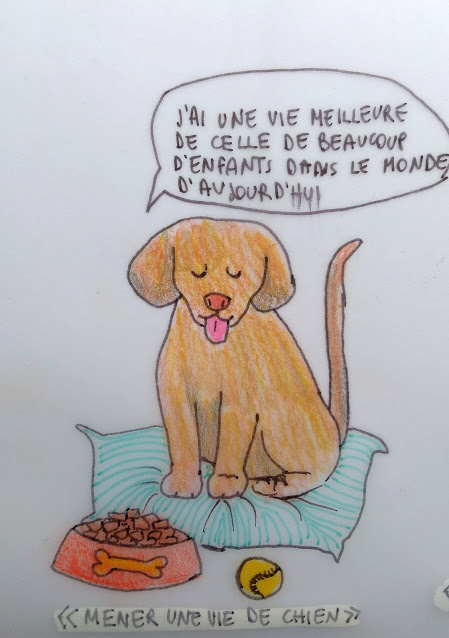 J'AI UNE VIE MEILLEURE
DE CELLE DE BEAUCOUP
D'ENFANTS DANS LE MONDE
D'AUJOURD'HUI
« MENER UNE VIE DE CHIEN »